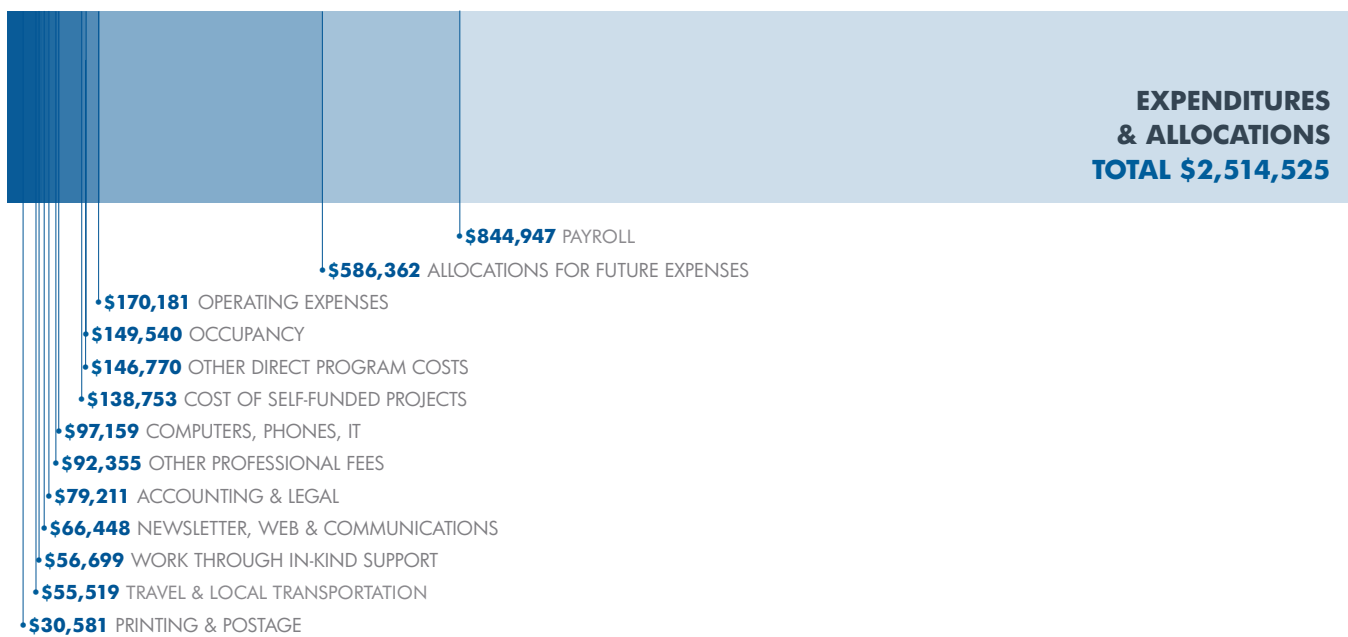 EXPENDITURES
& ALLOCATIONS
TOTAL $2,514,525
$844,947 PAYROLL
$586,362 ALLOCATIONS FOR FUTURE EXPENSES
$170,181 OPERATING EXPENSES
$149,540 OCCUPANCY
$146,770 OTHER DIRECT PROGRAM COSTS
$138,753 COST OF SELF-FUNDED PROJECTS
$97,159 COMPUTERS, PHONES, IT
$92,355 OTHER PROFESSIONAL FEES
$79,211 ACCOUNTING & LEGAL
$66,448 NEWSLETTER, WEB & COMMUNICATIONS
$56,699 WORK THROUGH IN-KIND SUPPORT
$55,519 TRAVEL & LOCAL TRANSPORTATION
$30,581 PRINTING & POSTAGE